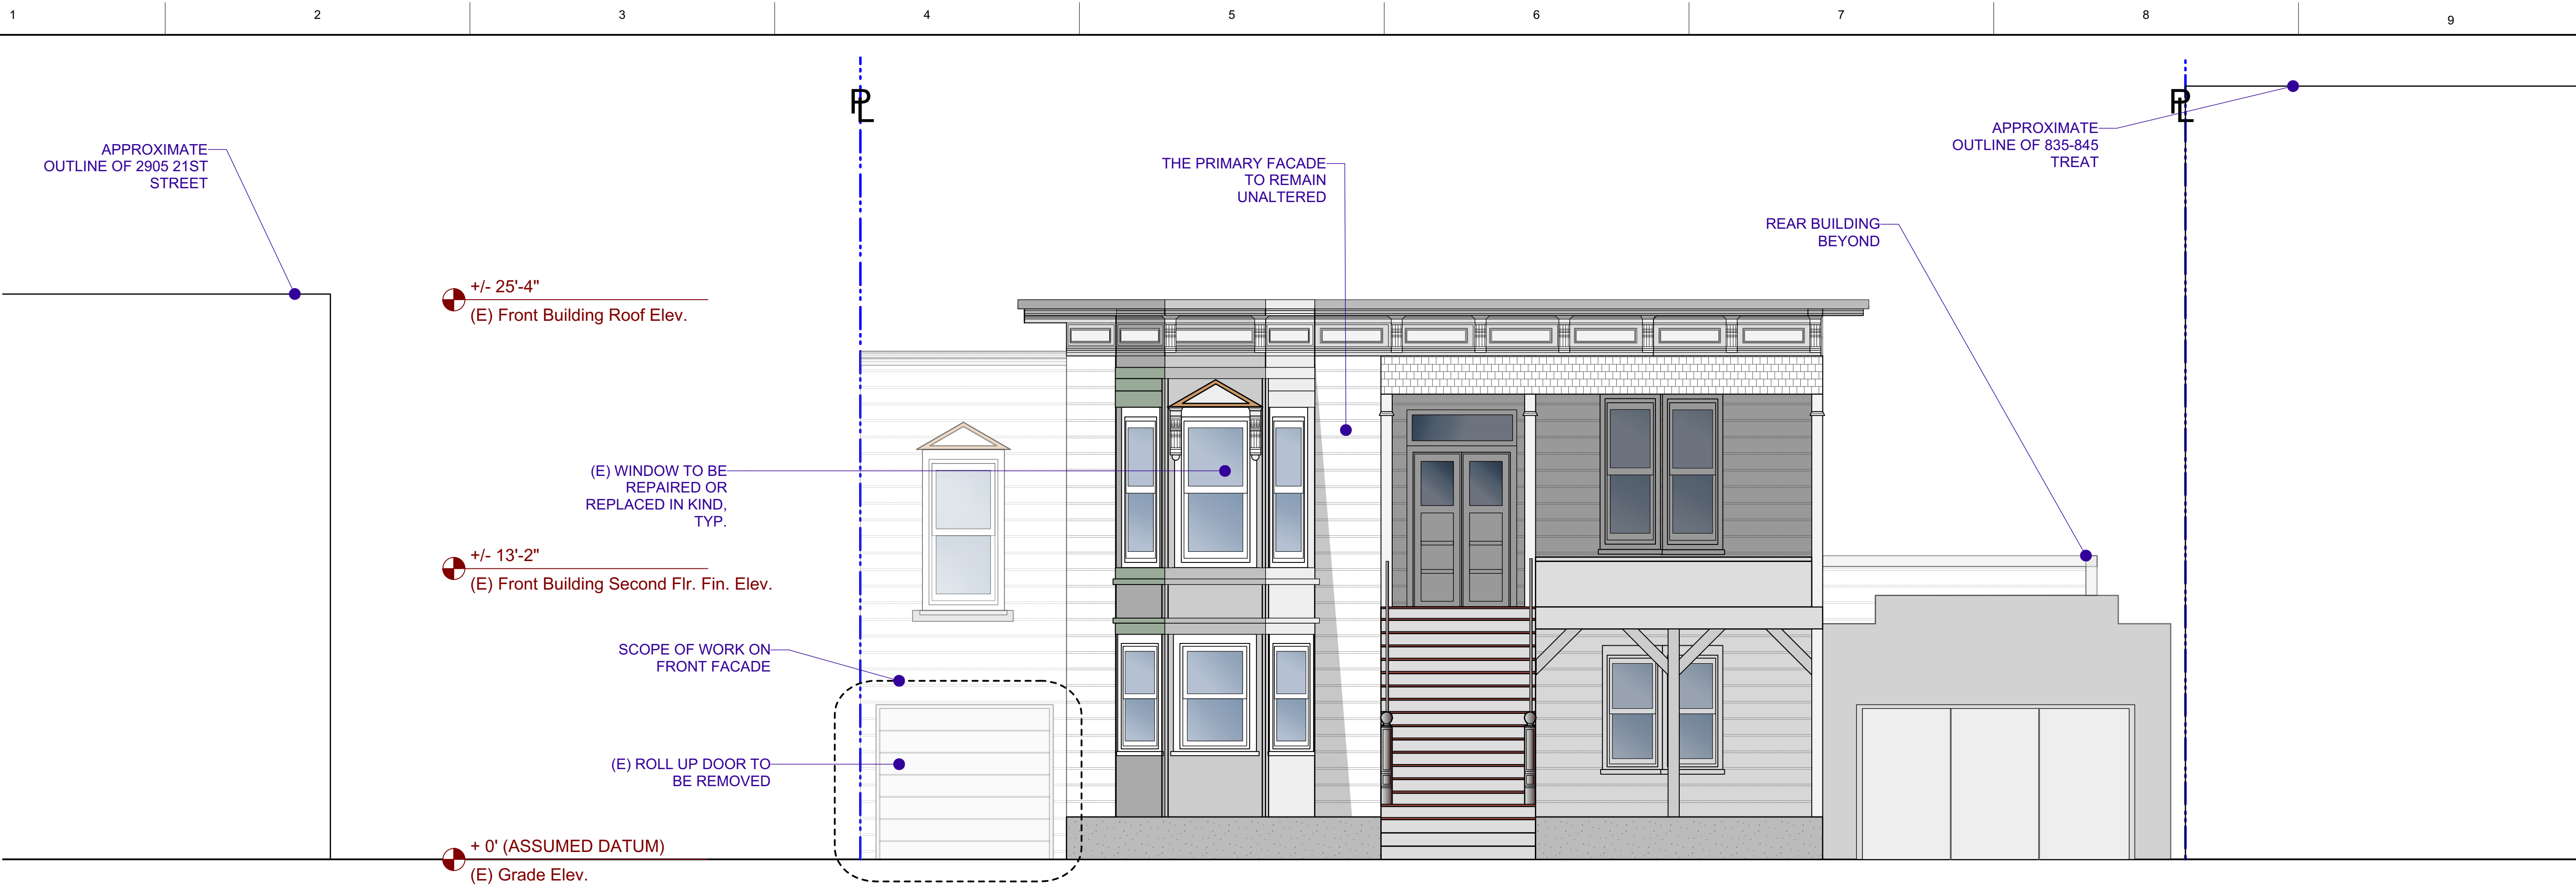 1 2 3 4 5 6 7 8 9
PL
PL
APPROXIMATE
OUTLINE OF 2905 21ST
STREET
THE PRIMARY FACADE
TO REMAIN
UNALTERED
APPROXIMATE
OUTLINE OF 835-845
TREAT
REAR BUILDING
BEYOND
+/- 25'-4"
(E) Front Building Roof Elev.
(E) WINDOW TO BE
REPAIRED OR
REPLACED IN KIND,
TYP.
+/- 13'-2"
(E) Front Building Second Flr. Fin. Elev.
SCOPE OF WORK ON
FRONT FACADE
(E) ROLL UP DOOR TO
BE REMOVED
+ 0' (ASSUMED DATUM)
(E) Grade Elev.